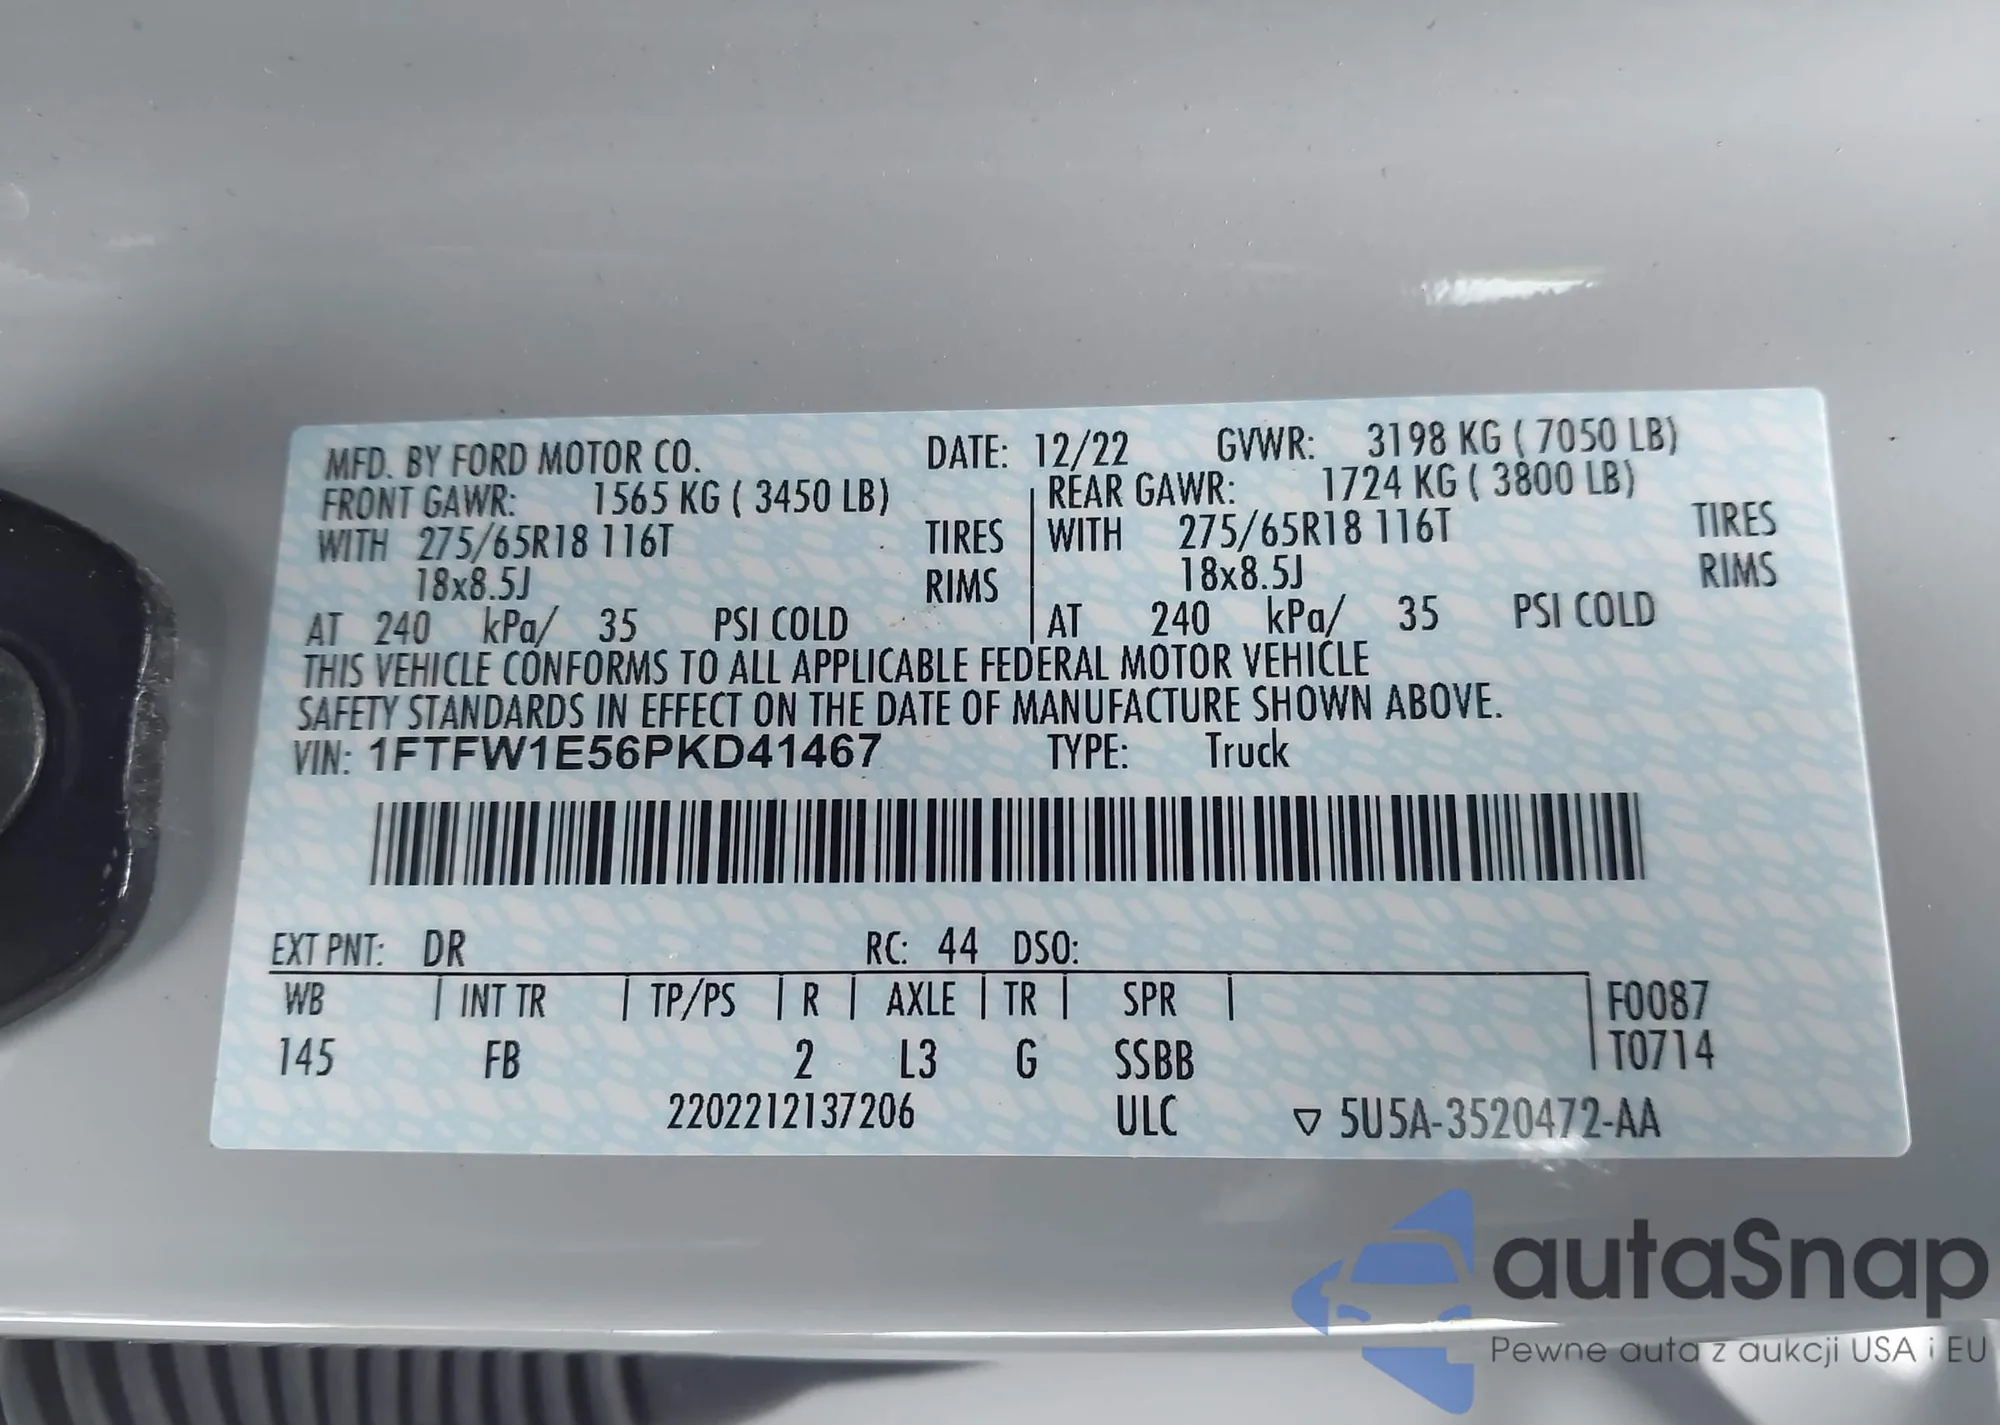 MFD. BY FORD MOTOR CO. DATE: 12/22 GVWR: 3198 KG ( 7050 LB)
FRONT GAWR: 1565 KG ( 3450 LB) REAR GAWR: 1724 KG ( 3800 LB)
WITH 275/65R18 116T TIRES WITH 275/65R18 116T TIRES
18x8.5J RIMS 18x8.5J RIMS
AT 240 kPa/ 35 PSI COLD AT 240 kPa/ 35 PSI COLD
THIS VEHICLE CONFORMS TO ALL APPLICABLE FEDERAL MOTOR VEHICLE
SAFETY STANDARDS IN EFFECT ON THE DATE OF MANUFACTURE SHOWN ABOVE.
VIN: 1FTFW1E56PKD41467 TYPE: Truck
EXT PNT: DR RC: 44 DSO:
WB | INT TR | TP/PS | R | AXLE | TR | SPR | F0087
145 FB 2 L3 G SSBB T0714
2202212137206 ULC ▽ 5U5A-3520472-AA
autaSnap
Pewne auta z aukcji USA i EU